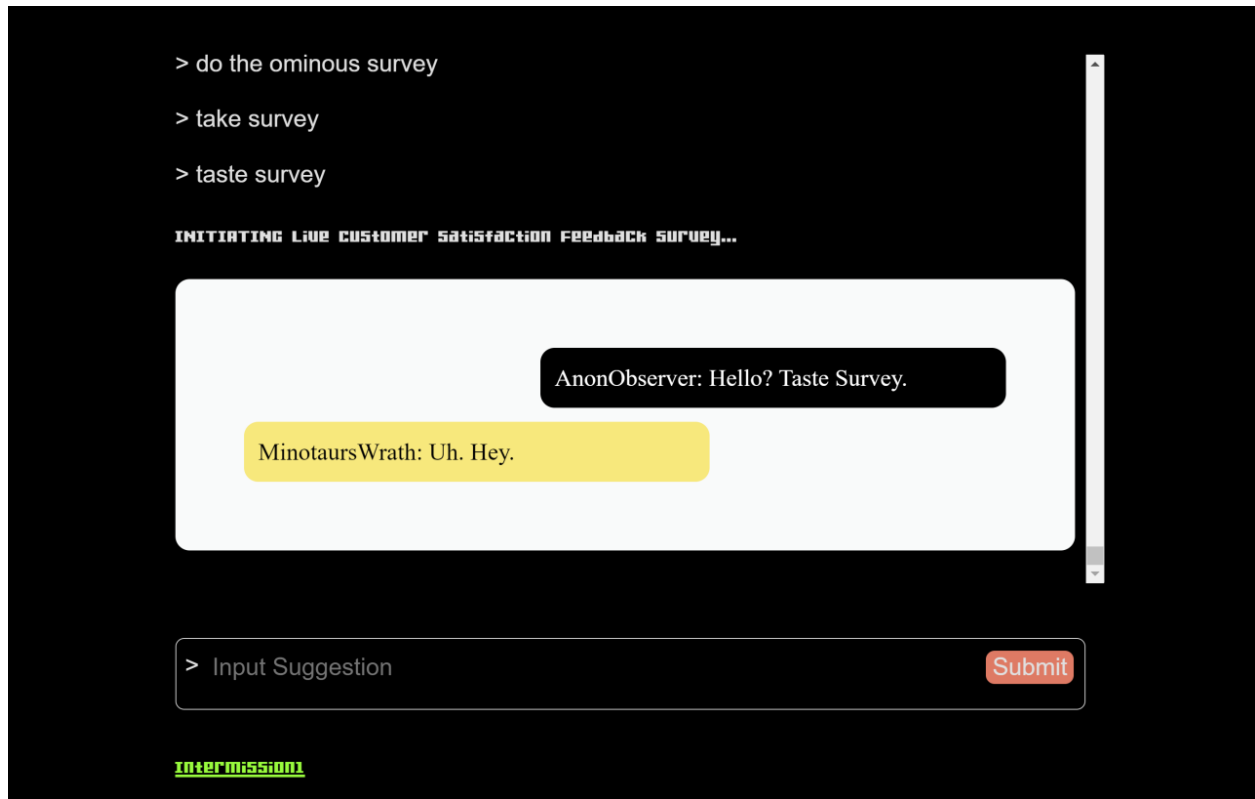 > do the ominous survey
> take survey
> taste survey
INITIATING Live Customer Satisfaction Feedback Survey...
AnonObserver: Hello? Taste Survey.
MinotaursWrath: Uh. Hey.
> Input Suggestion
Submit
Intermission1